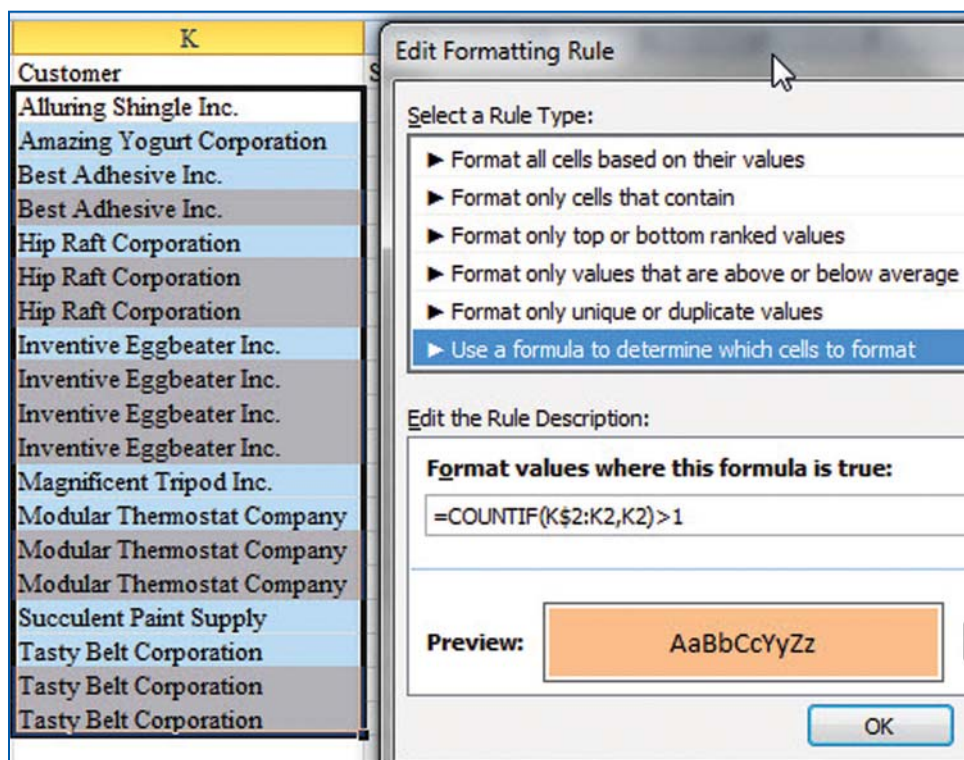 K
Customer
S
Alluring Shingle Inc.
Amazing Yogurt Corporation
Best Adhesive Inc.
Best Adhesive Inc.
Hip Raft Corporation
Hip Raft Corporation
Hip Raft Corporation
Inventive Eggbeater Inc.
Inventive Eggbeater Inc.
Inventive Eggbeater Inc.
Inventive Eggbeater Inc.
Magnificent Tripod Inc.
Modular Thermostat Company
Modular Thermostat Company
Modular Thermostat Company
Succulent Paint Supply
Tasty Belt Corporation
Tasty Belt Corporation
Tasty Belt Corporation
Edit Formatting Rule
Select a Rule Type:
► Format all cells based on their values
► Format only cells that contain
► Format only top or bottom ranked values
► Format only values that are above or below average
► Format only unique or duplicate values
► Use a formula to determine which cells to format
Edit the Rule Description:
Format values where this formula is true:
=COUNTIF(K$2:K2,K2)>1
Preview:
AaBbCcYyZz
OK